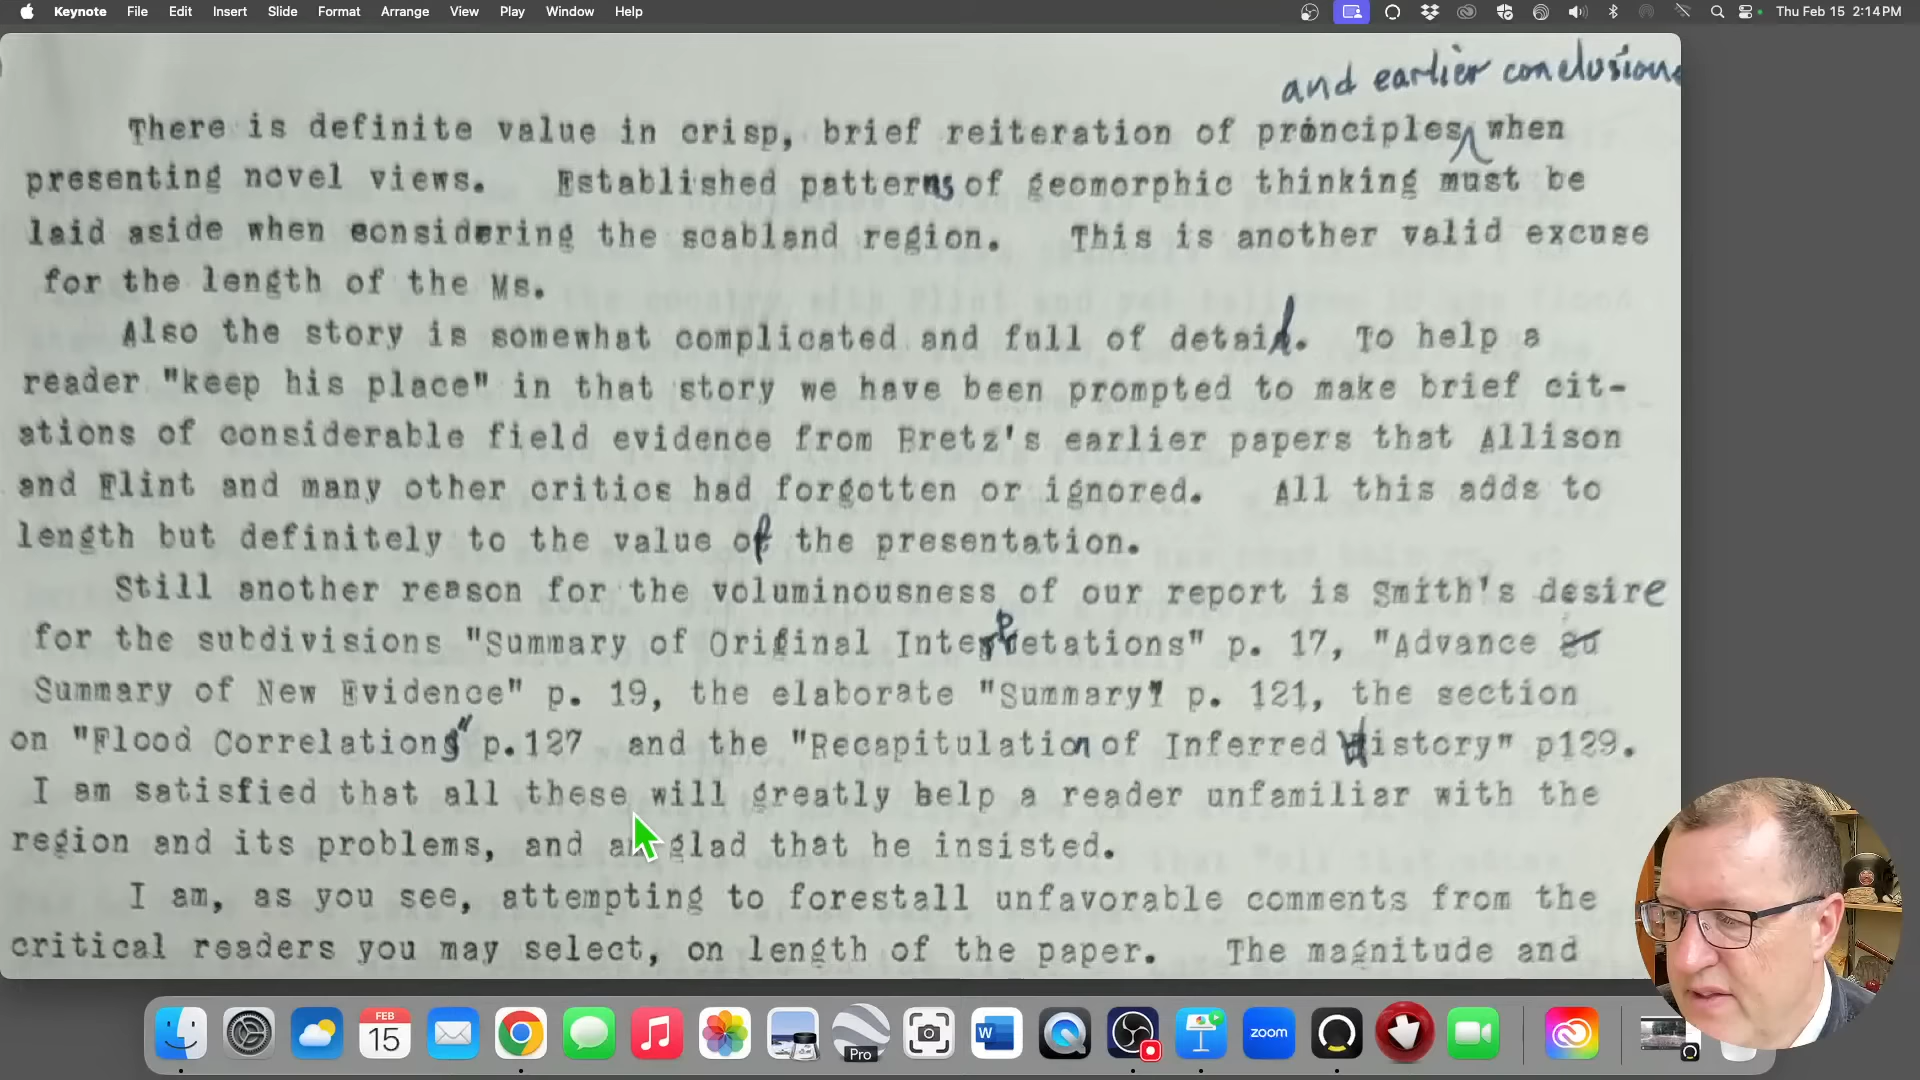 Keynote File Edit Insert Slide Format Arrange View Play Window Help Thu Feb 15 2:14 PM
and earlier conclusions
There is definite value in crisp, brief reiteration of principles when
presenting novel views. Established patterns of geomorphic thinking must be
laid aside when considering the scabland region. This is another valid excuse
for the length of the Ms.
Also the story is somewhat complicated and full of detail. To help a
reader "keep his place" in that story we have been prompted to make brief cit-
ations of considerable field evidence from Bretz's earlier papers that Allison
and Flint and many other critics had forgotten or ignored. All this adds to
length but definitely to the value of the presentation.
Still another reason for the voluminousness of our report is Smith's desire
for the subdivisions "Summary of Original Interpretations" p. 17, "Advance
Summary of New Evidence" p. 19, the elaborate "Summary" p. 121, the section
on "Flood Correlations" p.127 and the "Recapitulation of Inferred History" p129.
I am satisfied that all these will greatly help a reader unfamiliar with the
region and its problems, and am glad that he insisted.
I am, as you see, attempting to forestall unfavorable comments from the
critical readers you may select, on length of the paper. The magnitude and
FEB
15
Pro
W
zoom